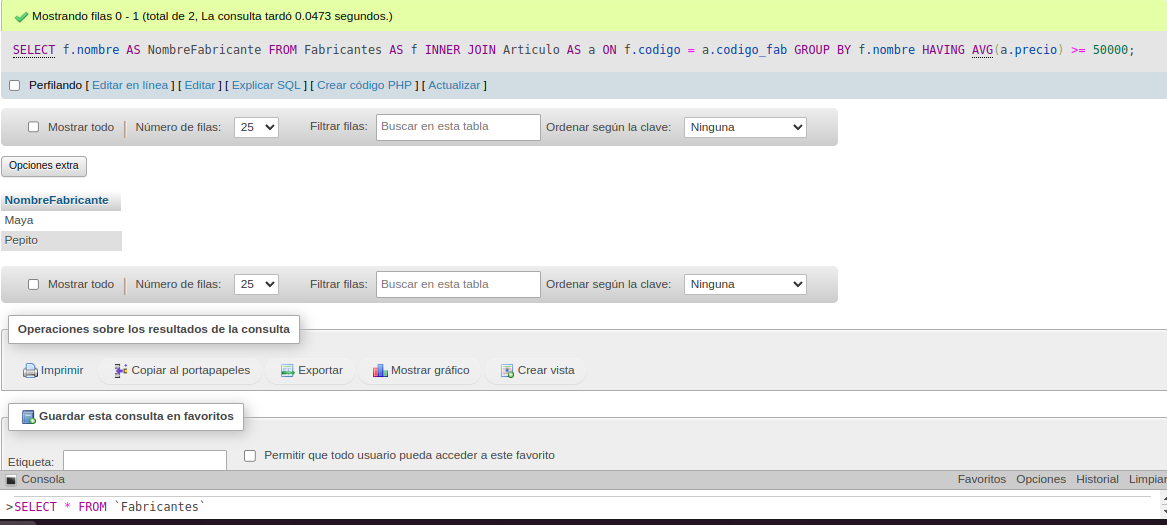 Mostrando filas 0 - 1 (total de 2, La consulta tardó 0.0473 segundos.)
SELECT f.nombre AS NombreFabricante FROM Fabricantes AS f INNER JOIN Articulo AS a ON f.codigo = a.codigo_fab GROUP BY f.nombre HAVING AVG(a.precio) >= 50000;
Perfilando [ Editar en línea ] [ Editar ] [ Explicar SQL ] [ Crear código PHP ] [ Actualizar ]
Mostrar todo | Número de filas: 25 Filtrar filas: Buscar en esta tabla Ordenar según la clave: Ninguna
Opciones extra
NombreFabricante
Maya
Pepito
Mostrar todo | Número de filas: 25 Filtrar filas: Buscar en esta tabla Ordenar según la clave: Ninguna
Operaciones sobre los resultados de la consulta
Imprimir Copiar al portapapeles Exportar Mostrar gráfico Crear vista
Guardar esta consulta en favoritos
Etiqueta: Permitir que todo usuario pueda acceder a este favorito
Consola Favoritos Opciones Historial Limpiar
>SELECT * FROM `Fabricantes`